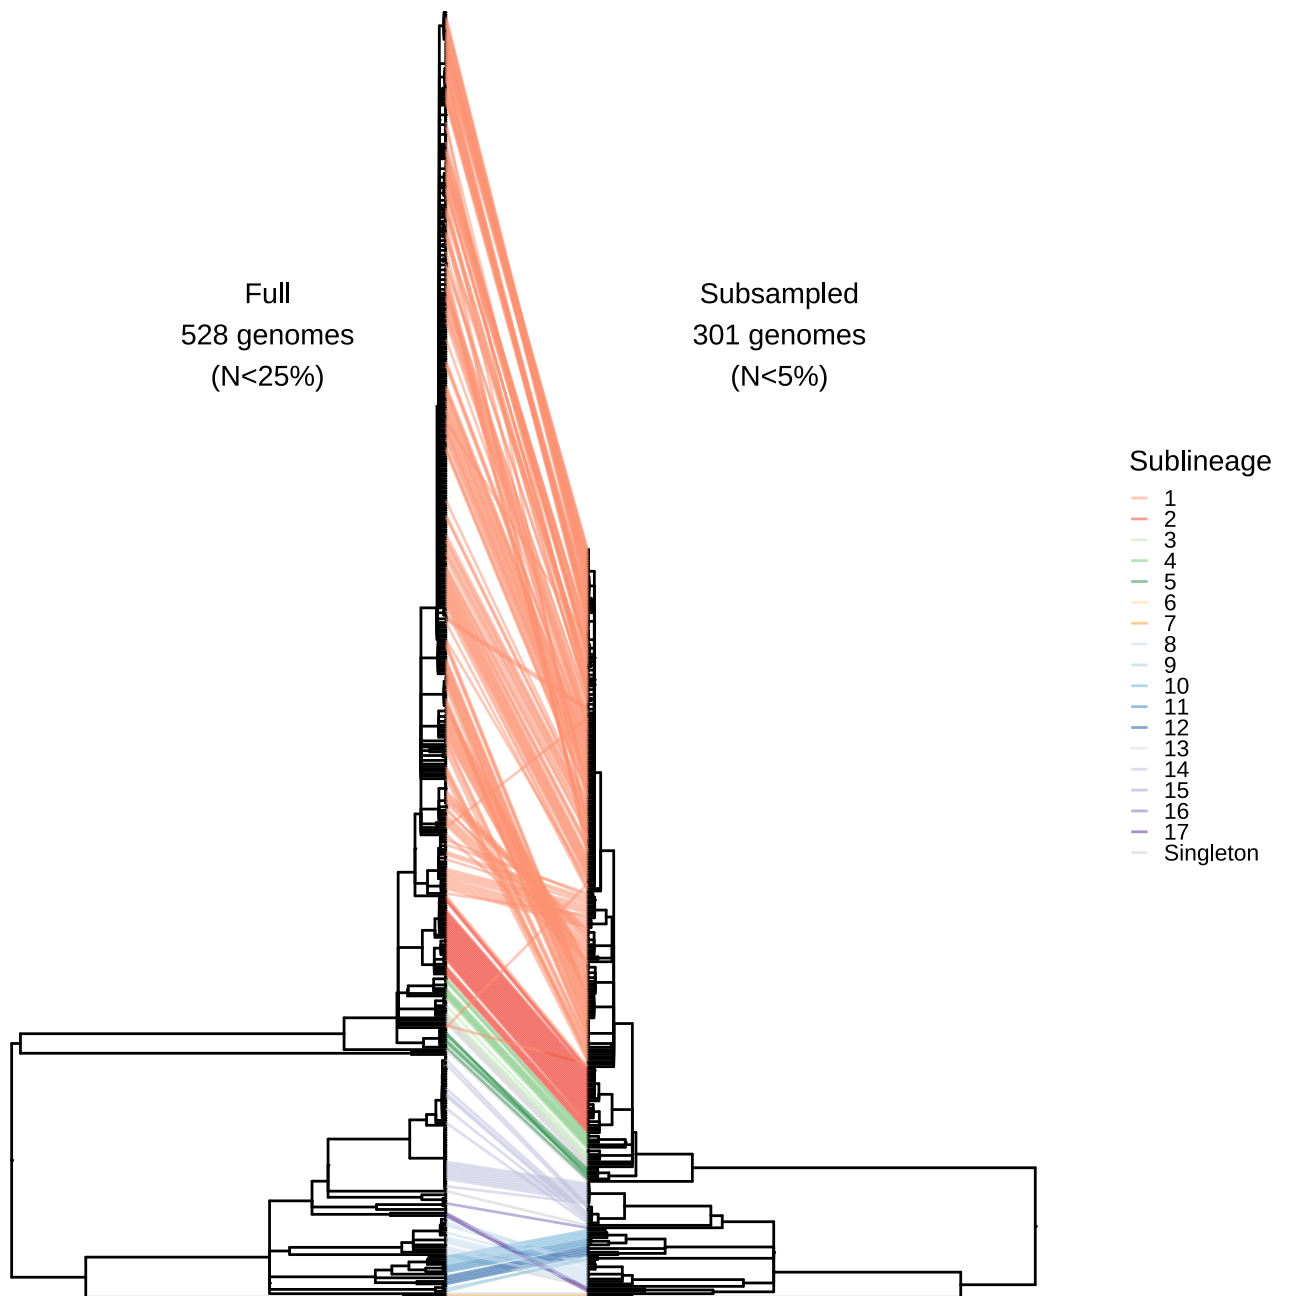 Full
528 genomes
(N<25%)
Subsampled
301 genomes
(N<5%)
Sublineage
1
2
3
4
5
6
7
8
9
10
11
12
13
14
15
16
17
Singleton